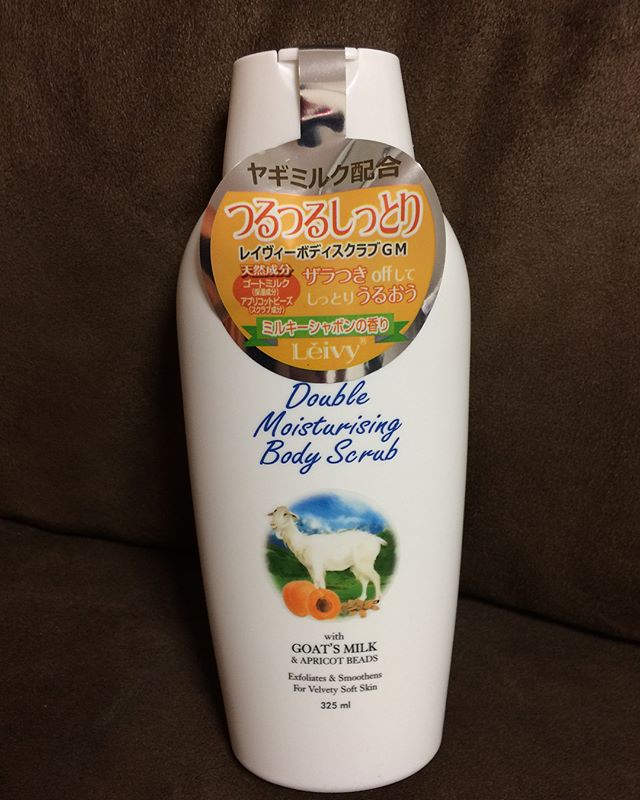 ヤギミルク配合
つるつるしっとり
レイヴィーボディスクラブGM
天然成分
ゴートミルク
(保湿成分)
アプリコットビーズ
(スクラブ成分)
ザラつき offして
しっとり うるおう
ミルキーシャボンの香り
Leivy®
Double
Moisturising
Body Scrub
with
GOAT'S MILK
& APRICOT BEADS
Exfoliates & Smoothens
For Velvety Soft Skin
325 ml